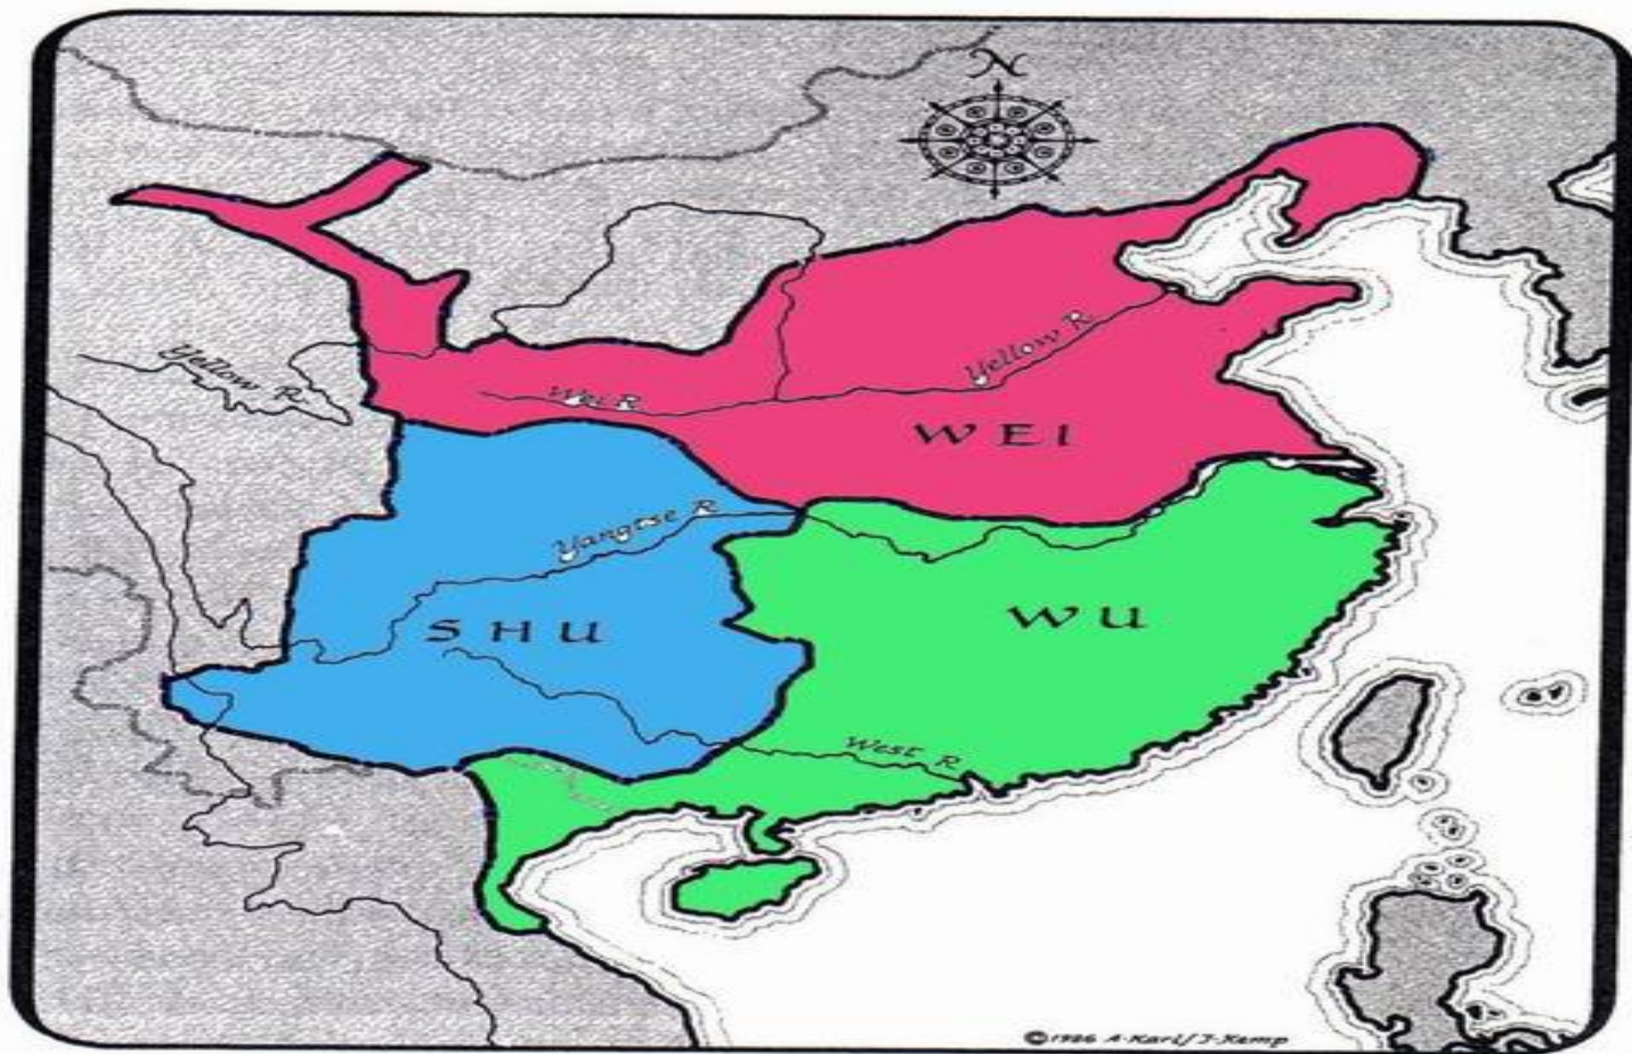 N
Yellow R.
Yellow R.
Wei R.
WEI
Yangtse R.
SHU
WU
West R.
©1986 A·Karl/J·Kemp